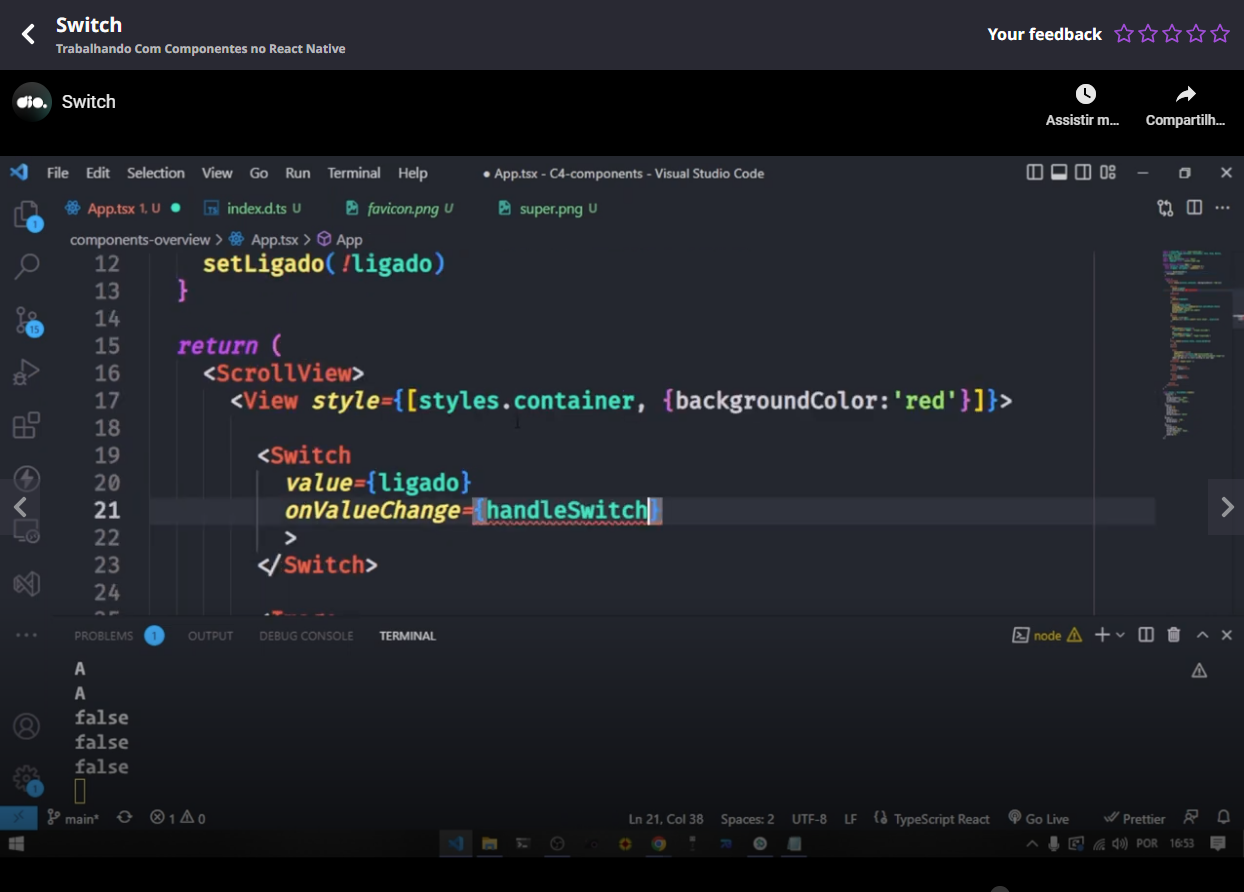 Switch
Trabalhando Com Componentes no React Native
Your feedback
dio.
Switch
Assistir m...
Compartilh...
File Edit Selection View Go Run Terminal Help
● App.tsx - C4-components - Visual Studio Code
App.tsx 1, U ●
TS index.d.ts U
favicon.png U
super.png U
1
components-overview > App.tsx > App
12 setLigado(!ligado)
13 }
14
15 return (
16 <ScrollView>
17 <View style={[styles.container, {backgroundColor:'red'}]}>
18
19 <Switch
20 value={ligado}
21 onValueChange={handleSwitch}
22 >
23 </Switch>
24
15
PROBLEMS 1 OUTPUT DEBUG CONSOLE TERMINAL
node
A
A
false
false
false
1
main* 1 0
Ln 21, Col 38 Spaces: 2 UTF-8 LF TypeScript React Go Live Prettier
POR 16:53